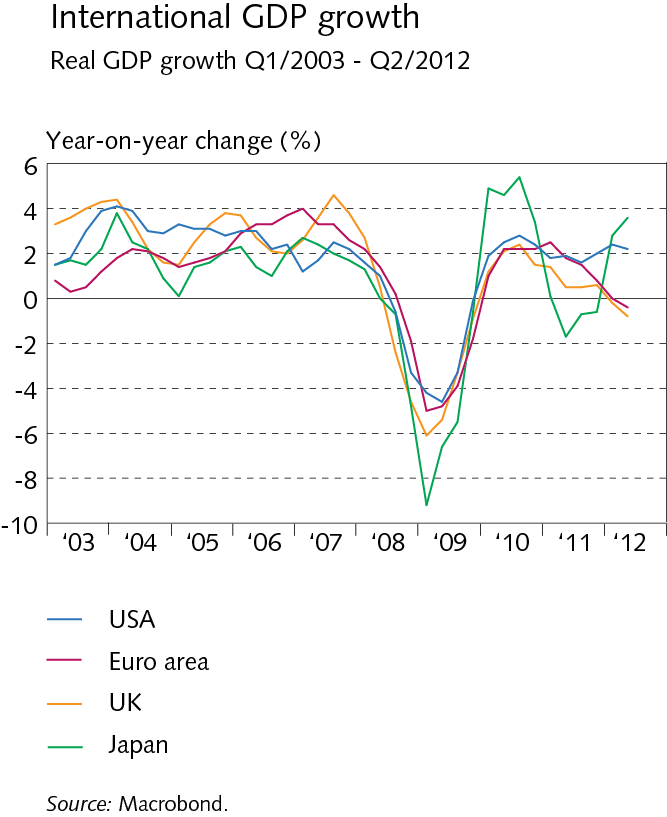 International GDP growth
Real GDP growth Q1/2003 - Q2/2012
Year-on-year change (%)
6
4
2
0
-2
-4
-6
-8
-10
‘03 ‘04 ‘05 ‘06 ‘07 ‘08 ‘09 ‘10 ‘11 ‘12
USA
Euro area
UK
Japan
Source: Macrobond.